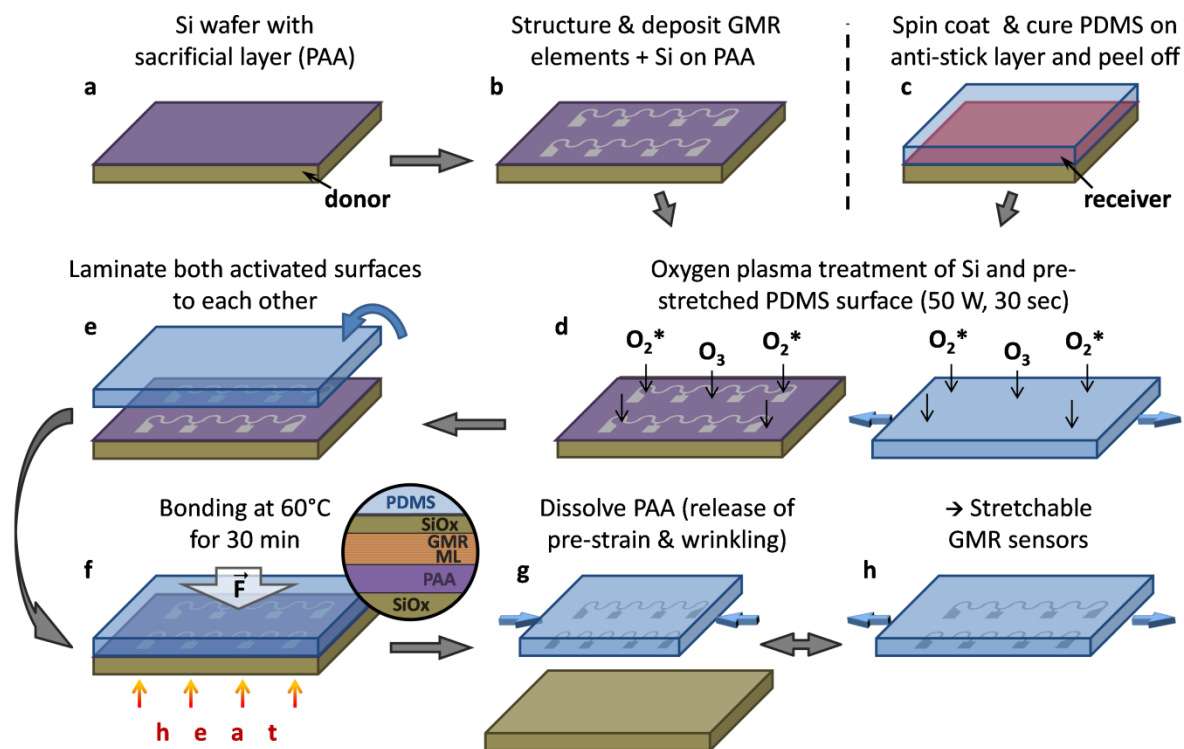 Si wafer with
sacrificial layer (PAA)
a
donor
Structure & deposit GMR
elements + Si on PAA
b
Spin coat & cure PDMS on
anti-stick layer and peel off
c
receiver
Laminate both activated surfaces
to each other
e
Oxygen plasma treatment of Si and pre-
stretched PDMS surface (50 W, 30 sec)
d
O2* O3 O2*
O2* O3 O2*
Bonding at 60°C
for 30 min
f
F
heat
PDMS
SiOx
GMR
ML
PAA
SiOx
Dissolve PAA (release of
pre-strain & wrinkling)
g
→ Stretchable
GMR sensors
h